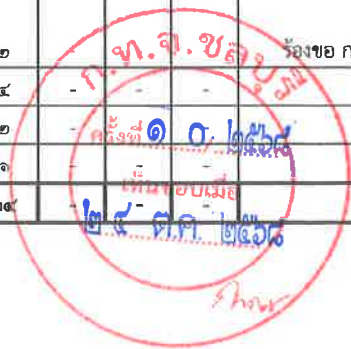 ๒ ร้องขอ ก
ก.ท.จ.ชลบุรี
๔ - - -
๒ - ครั้งที่ ๑๐/๒๕๖๘
๑ - - -
เห็นชอบเมื่อ
๒๔ ต.ค. ๒๕๖๘